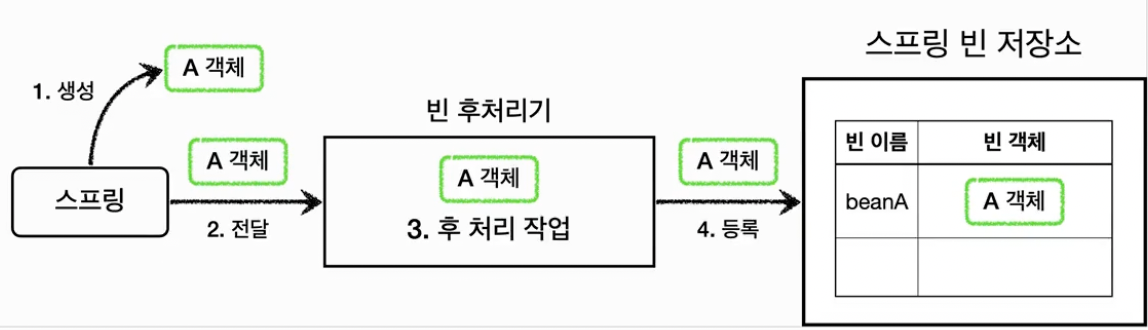 스프링 빈 저장소
A 객체
1. 생성
빈 후처리기
A 객체
A 객체
A 객체
스프링
2. 전달
3. 후 처리 작업
4. 등록
빈 이름
빈 객체
beanA
A 객체